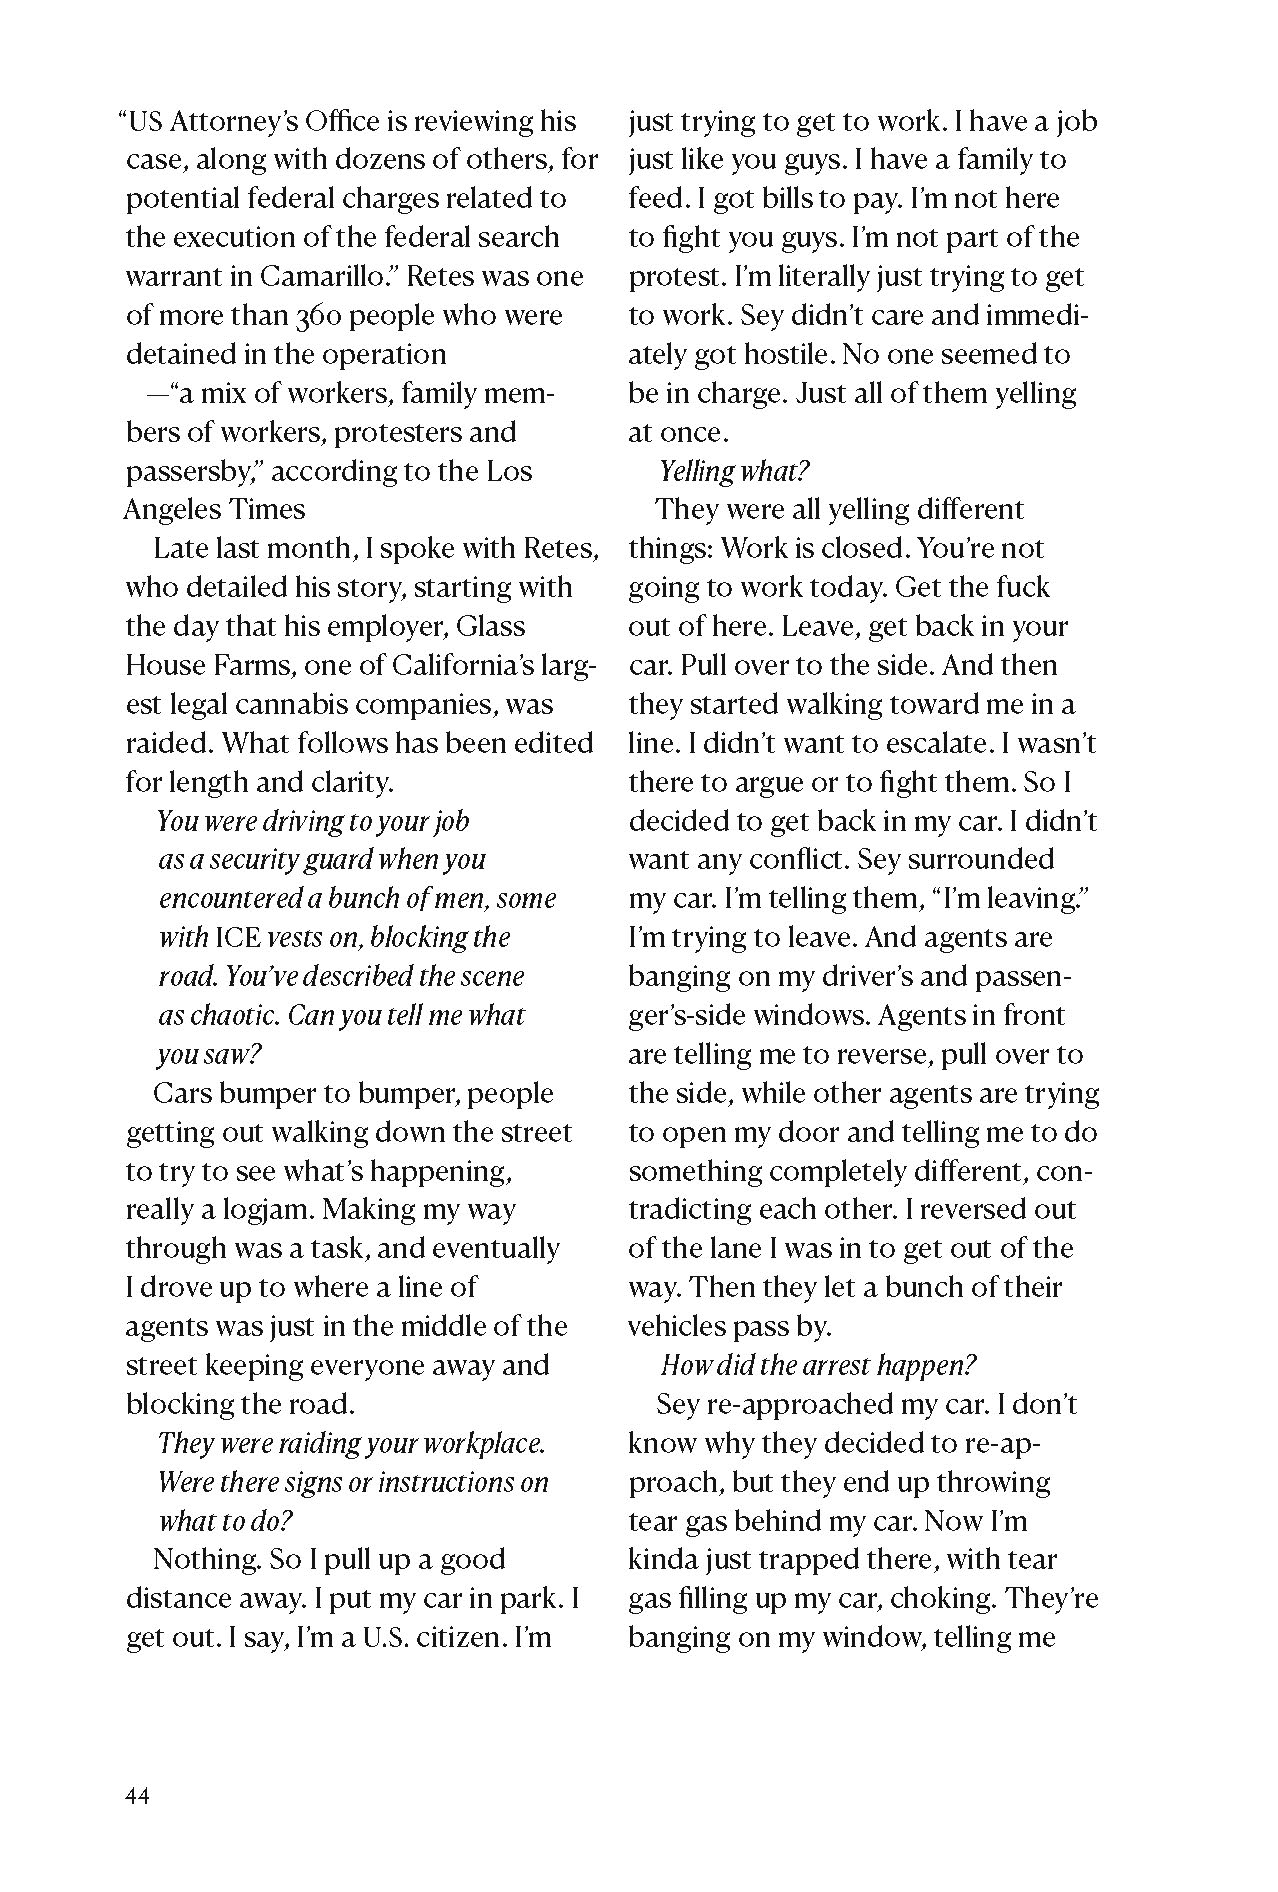 “US Attorney’s Office is reviewing his
case, along with dozens of others, for
potential federal charges related to
the execution of the federal search
warrant in Camarillo.” Retes was one
of more than 360 people who were
detained in the operation
—“a mix of workers, family mem-
bers of workers, protesters and
passersby,” according to the Los
Angeles Times
Late last month, I spoke with Retes,
who detailed his story, starting with
the day that his employer, Glass
House Farms, one of California’s larg-
est legal cannabis companies, was
raided. What follows has been edited
for length and clarity.
You were driving to your job
as a security guard when you
encountered a bunch of men, some
with ICE vests on, blocking the
road. You’ve described the scene
as chaotic. Can you tell me what
you saw?
Cars bumper to bumper, people
getting out walking down the street
to try to see what’s happening,
really a logjam. Making my way
through was a task, and eventually
I drove up to where a line of
agents was just in the middle of the
street keeping everyone away and
blocking the road.
They were raiding your workplace.
Were there signs or instructions on
what to do?
Nothing. So I pull up a good
distance away. I put my car in park. I
get out. I say, I’m a U.S. citizen. I’m
just trying to get to work. I have a job
just like you guys. I have a family to
feed. I got bills to pay. I’m not here
to fight you guys. I’m not part of the
protest. I’m literally just trying to get
to work. Sey didn’t care and immedi-
ately got hostile. No one seemed to
be in charge. Just all of them yelling
at once.
Yelling what?
They were all yelling different
things: Work is closed. You’re not
going to work today. Get the fuck
out of here. Leave, get back in your
car. Pull over to the side. And then
they started walking toward me in a
line. I didn’t want to escalate. I wasn’t
there to argue or to fight them. So I
decided to get back in my car. I didn’t
want any conflict. Sey surrounded
my car. I’m telling them, “I’m leaving.”
I’m trying to leave. And agents are
banging on my driver’s and passen-
ger’s-side windows. Agents in front
are telling me to reverse, pull over to
the side, while other agents are trying
to open my door and telling me to do
something completely different, con-
tradicting each other. I reversed out
of the lane I was in to get out of the
way. Then they let a bunch of their
vehicles pass by.
How did the arrest happen?
Sey re-approached my car. I don’t
know why they decided to re-ap-
proach, but they end up throwing
tear gas behind my car. Now I’m
kinda just trapped there, with tear
gas filling up my car, choking. They’re
banging on my window, telling me
44